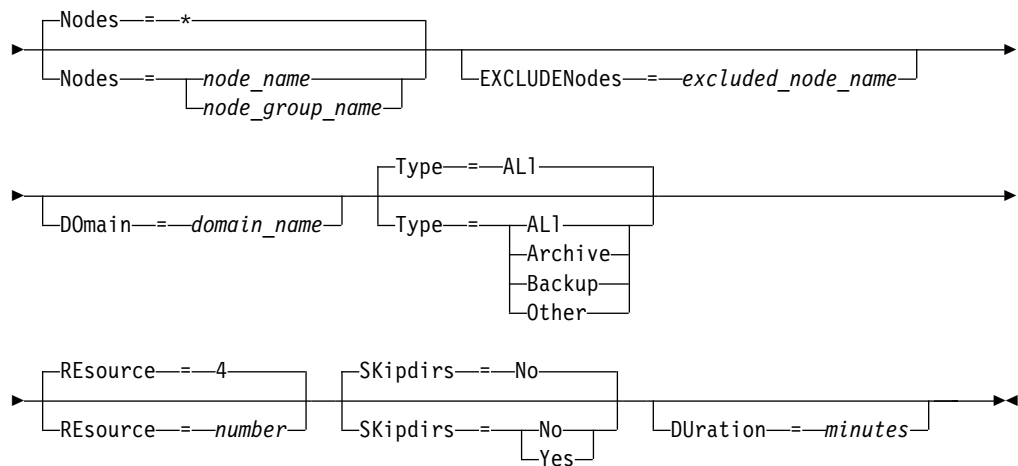 Nodes = *
Nodes = node_name
node_group_name
EXCLUDENodes = excluded_node_name
DOmain = domain_name
Type = ALl
Type = ALl
Archive
Backup
Other
REsource = 4
REsource = number
SKipdirs = No
SKipdirs = No
Yes
DUration = minutes